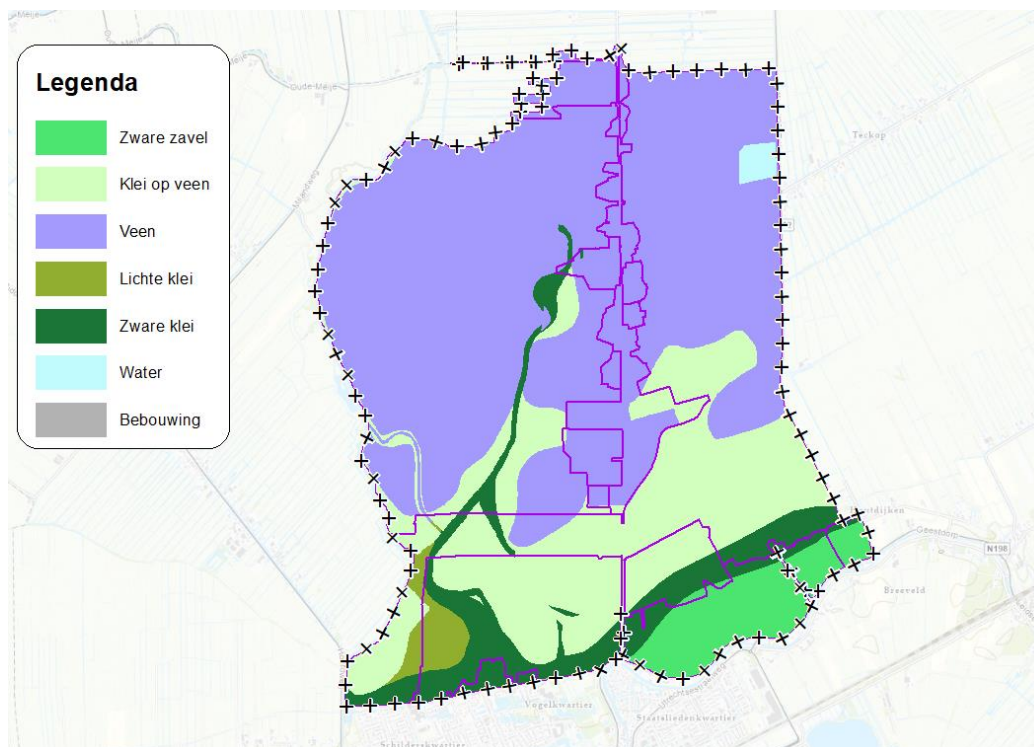 Legenda
Zware zavel
Klei op veen
Veen
Lichte klei
Zware klei
Water
Bebouwing
Oude-Meije
Teckop
N198
Breeveld
Vogelkwartier
Staatsliedenkwartier
Schilderskwartier